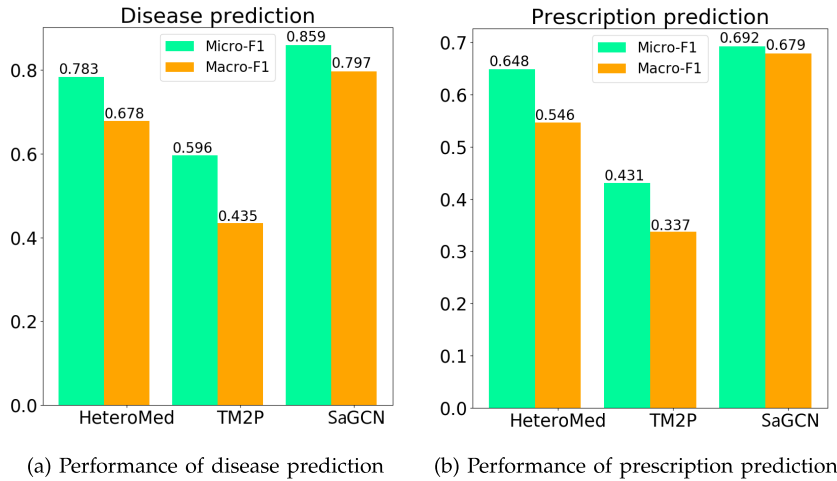 Disease prediction
Micro-F1
Macro-F1
0.783
0.678
0.596
0.435
0.859
0.797
0.8
0.6
0.4
0.2
0.0
HeteroMed TM2P SaGCN
(a) Performance of disease prediction
Prescription prediction
Micro-F1
Macro-F1
0.648
0.546
0.431
0.337
0.692
0.679
0.7
0.6
0.5
0.4
0.3
0.2
0.1
0.0
HeteroMed TM2P SaGCN
(b) Performance of prescription prediction